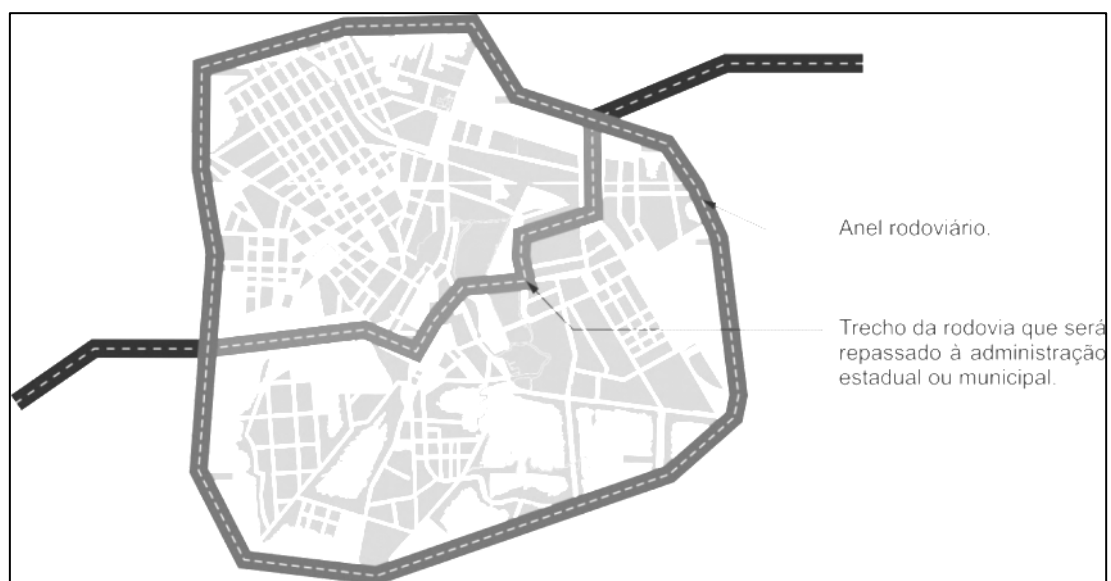 Anel rodoviário.
Trecho da rodovia que será
repassado à administração
estadual ou municipal.